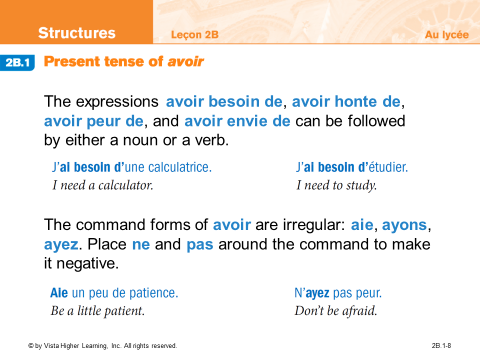 Structures
Leçon 2B
Au lycée
2B.1
Present tense of avoir
The expressions avoir besoin de, avoir honte de,
avoir peur de, and avoir envie de can be followed
by either a noun or a verb.
J'ai besoin d'une calculatrice.
J'ai besoin d'étudier.
I need a calculator.
I need to study.
The command forms of avoir are irregular: aie, ayons,
ayez. Place ne and pas around the command to make
it negative.
Aie un peu de patience.
N'ayez pas peur.
Be a little patient.
Don't be afraid.
© by Vista Higher Learning, Inc. All rights reserved.
2B.1-8